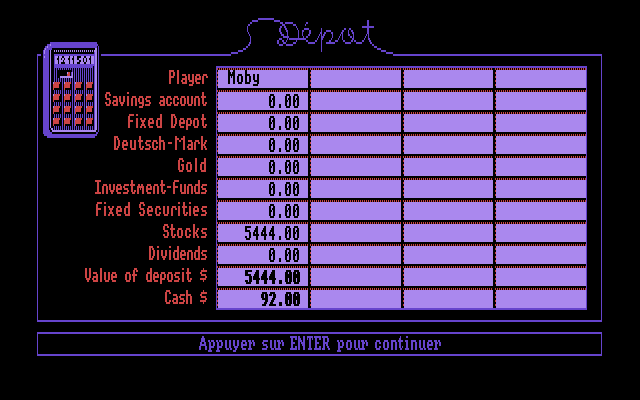 Dépot
12 11501
Player Moby
Savings account 0.00
Fixed Depot 0.00
Deutsch-Mark 0.00
Gold 0.00
Investment-Funds 0.00
Fixed Securities 0.00
Stocks 5444.00
Dividends 0.00
Value of deposit $ 5444.00
Cash $ 92.00
Appuyer sur ENTER pour continuer